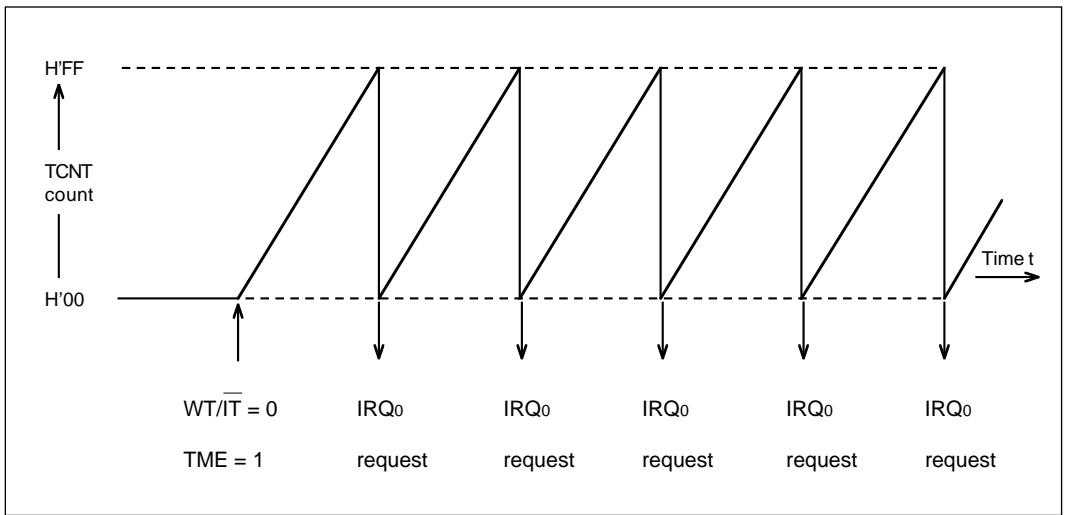 H'FF
TCNT
count
H'00
Time t
WT/I̅T̅ = 0 IRQ0 IRQ0 IRQ0 IRQ0 IRQ0
TME = 1 request request request request request